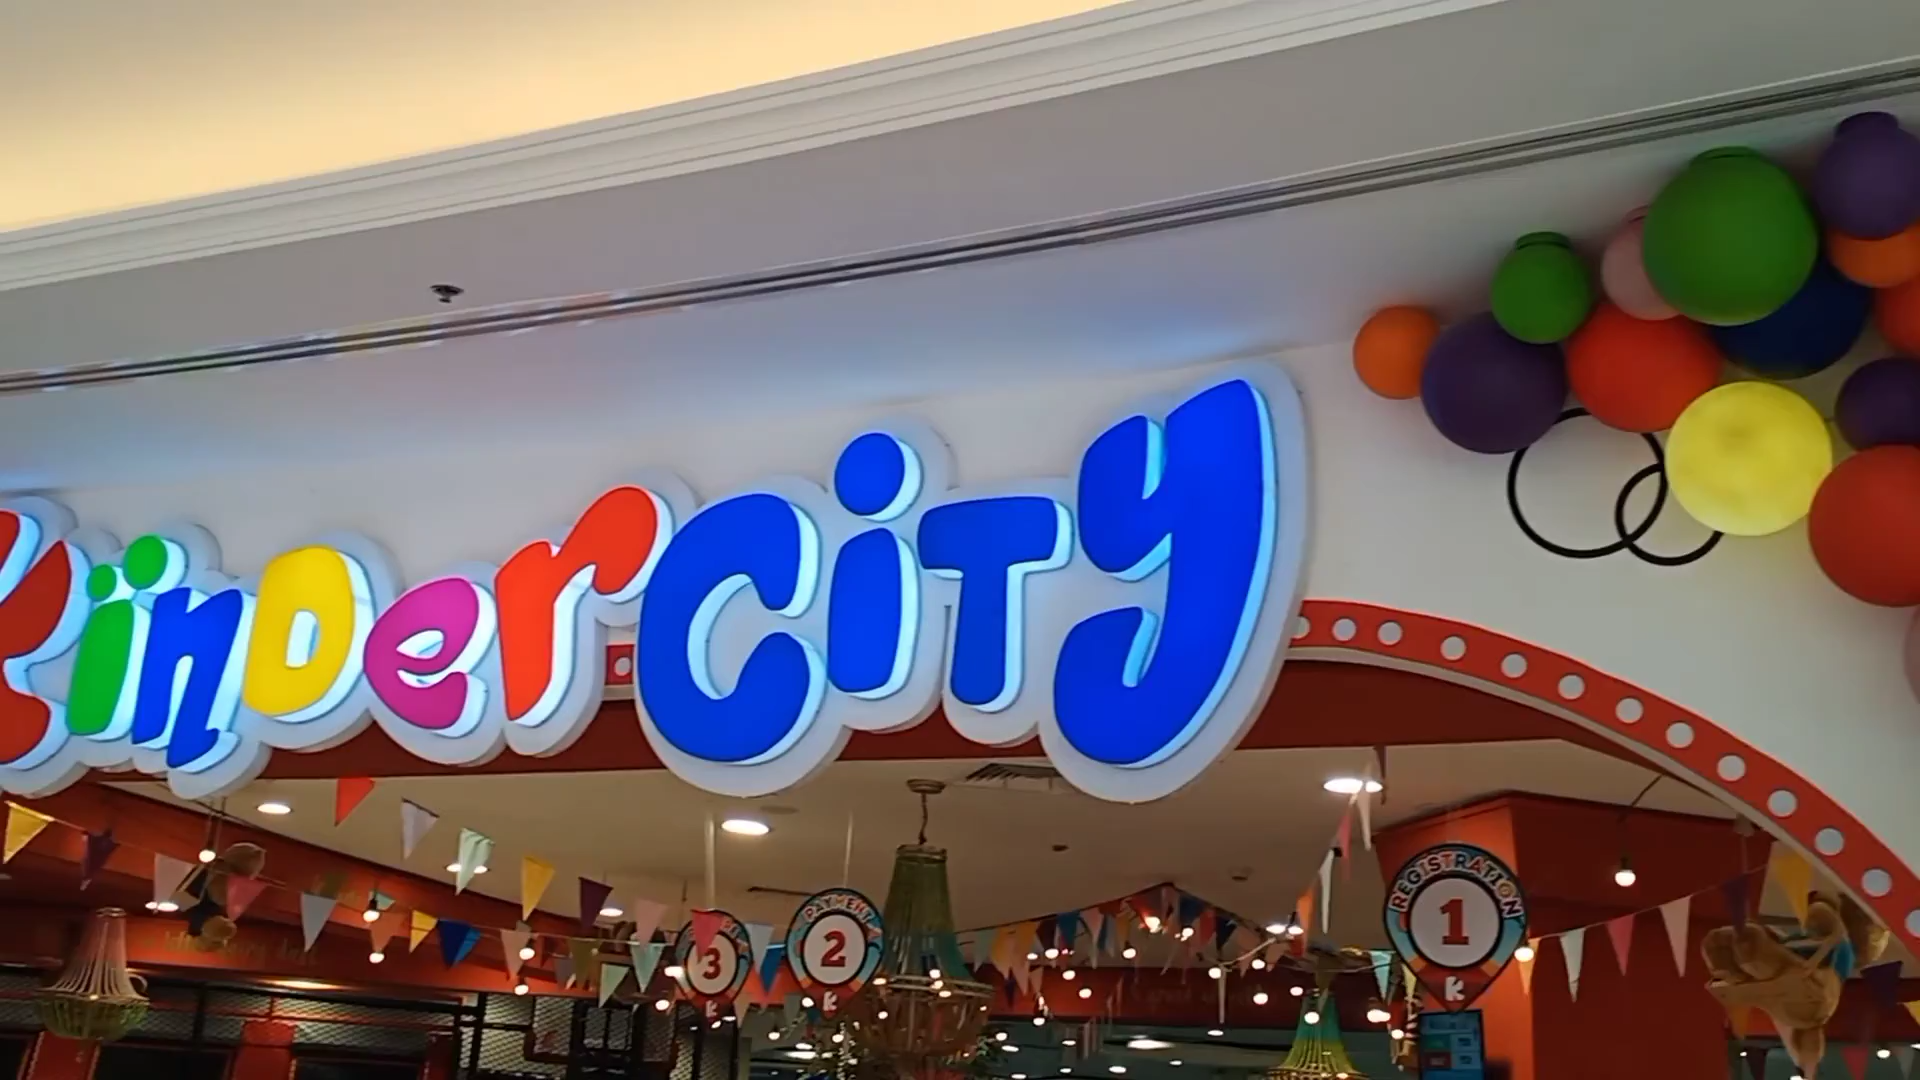 KinderCiTy
REGISTRATION
1
K
PAYMENT
2
K
3
K